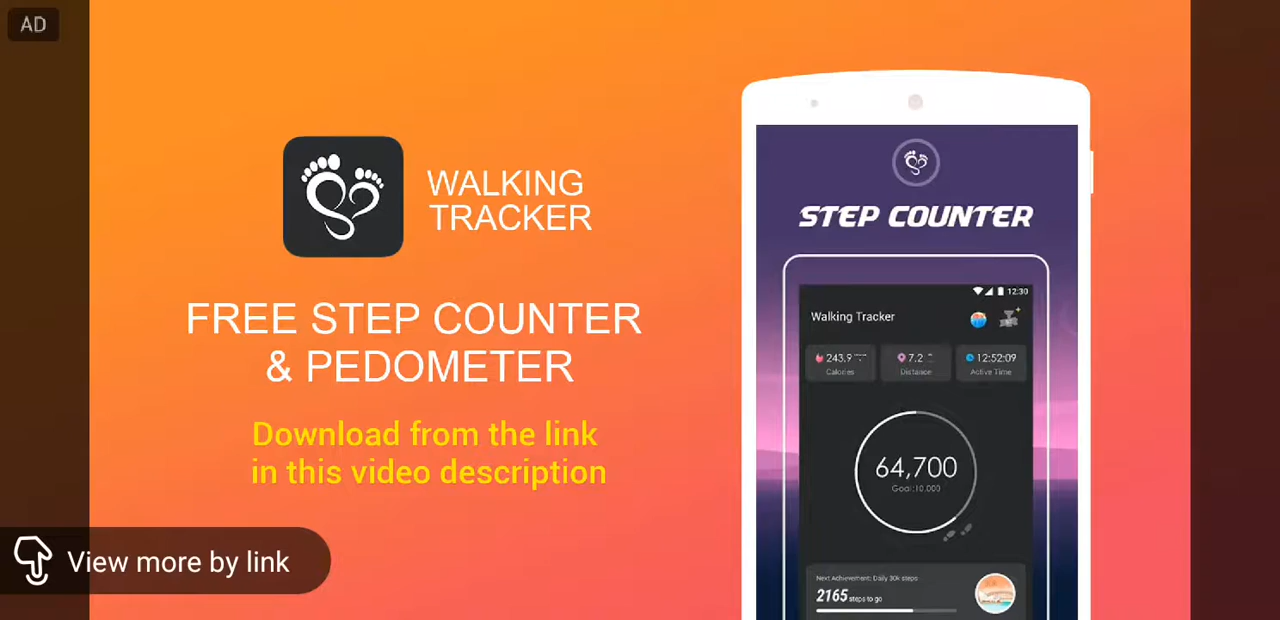 AD
WALKING
TRACKER
FREE STEP COUNTER
& PEDOMETER
Download from the link
in this video description
View more by link
STEP COUNTER
12:30
Walking Tracker
243.9
7.2
12:52:09
Calories
Distance
Active Time
64,700
Goal:10,000
Next Achievement: Daily 30k steps
2165 steps to go